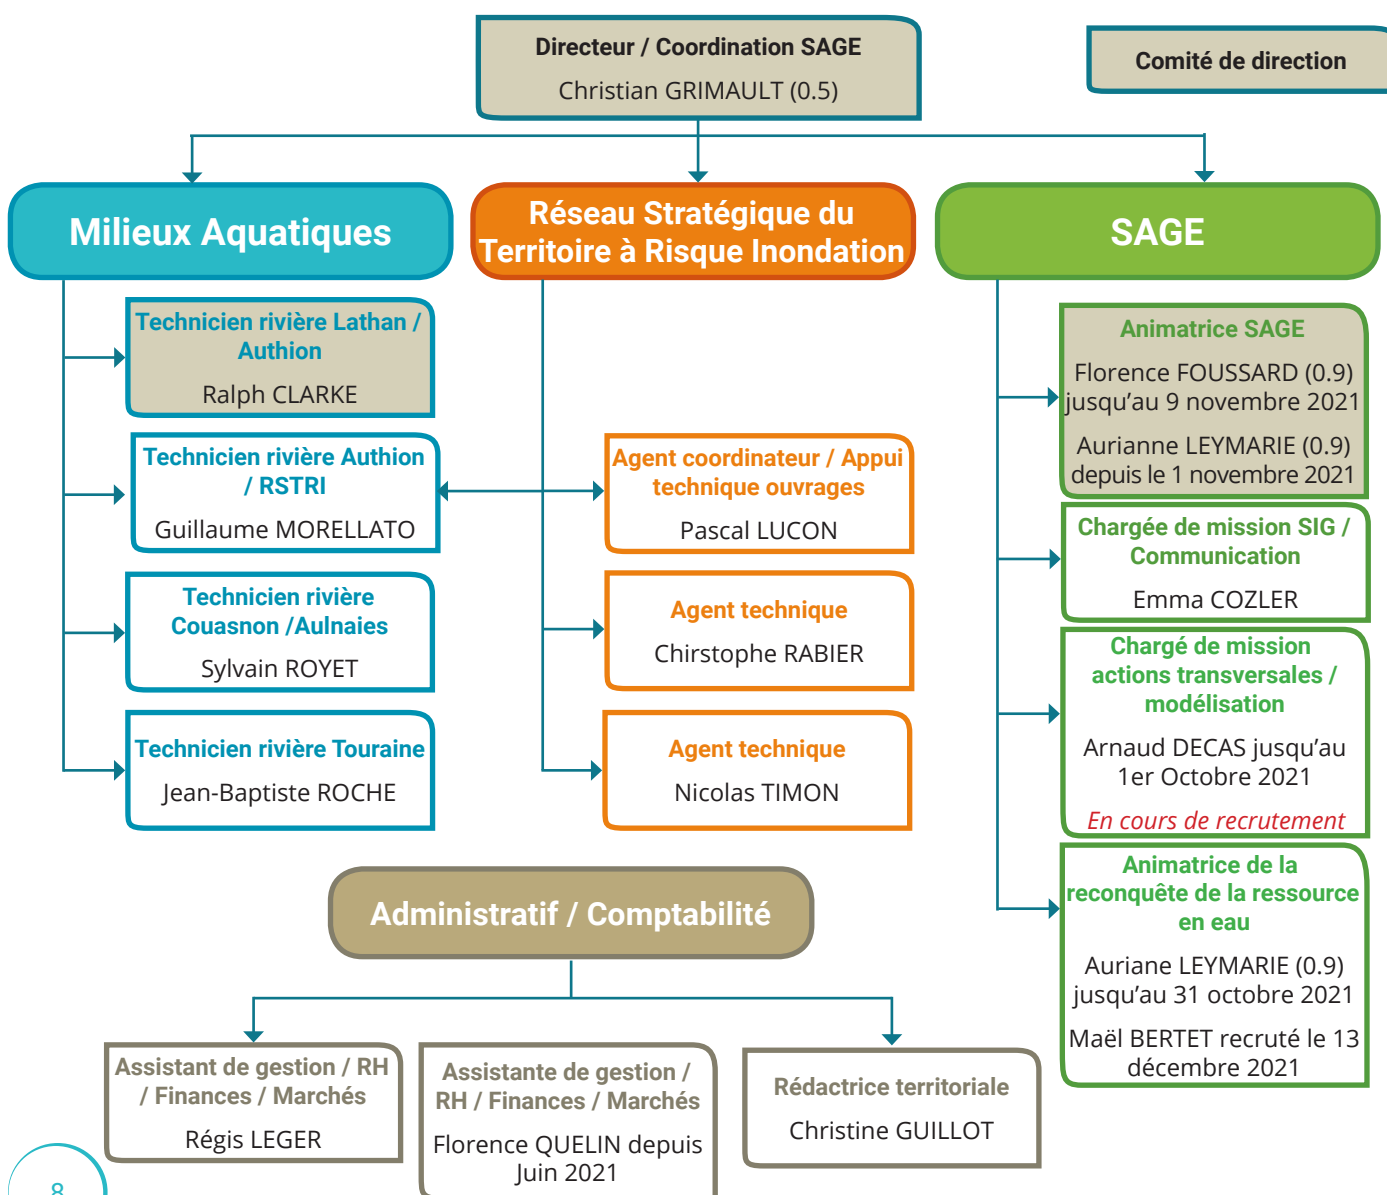 Directeur / Coordination SAGE
Christian GRIMAULT (0.5)
Comité de direction
Milieux Aquatiques
Réseau Stratégique du
Territoire à Risque Inondation
SAGE
Technicien rivière Lathan /
Authion
Ralph CLARKE
Technicien rivière Authion
/ RSTRI
Guillaume MORELLATO
Technicien rivière
Couasnon /Aulnaies
Sylvain ROYET
Technicien rivière Touraine
Jean-Baptiste ROCHE
Agent coordinateur / Appui
technique ouvrages
Pascal LUCON
Agent technique
Chirstophe RABIER
Agent technique
Nicolas TIMON
Animatrice SAGE
Florence FOUSSARD (0.9)
jusqu’au 9 novembre 2021
Aurianne LEYMARIE (0.9)
depuis le 1 novembre 2021
Chargée de mission SIG /
Communication
Emma COZLER
Chargé de mission
actions transversales /
modélisation
Arnaud DECAS jusqu’au
1er Octobre 2021
En cours de recrutement
Animatrice de la
reconquête de la ressource
en eau
Auriane LEYMARIE (0.9)
jusqu’au 31 octobre 2021
Maël BERTET recruté le 13
décembre 2021
Administratif / Comptabilité
Assistant de gestion / RH
/ Finances / Marchés
Régis LEGER
Assistante de gestion /
RH / Finances / Marchés
Florence QUELIN depuis
Juin 2021
Rédactrice territoriale
Christine GUILLOT
8